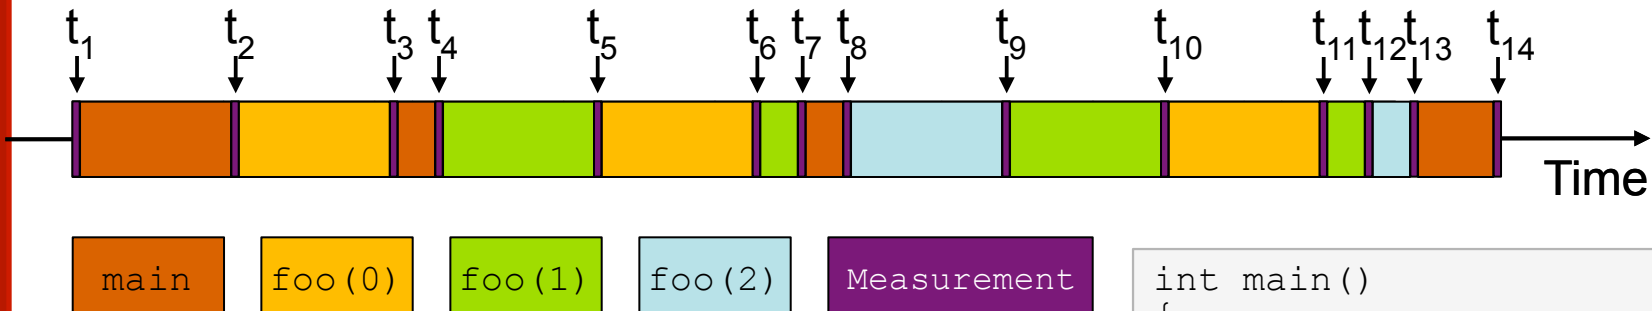 t1 t2 t3 t4 t5 t6 t7 t8 t9 t10 t11 t12 t13 t14
Time
main foo(0) foo(1) foo(2) Measurement
int main()
{